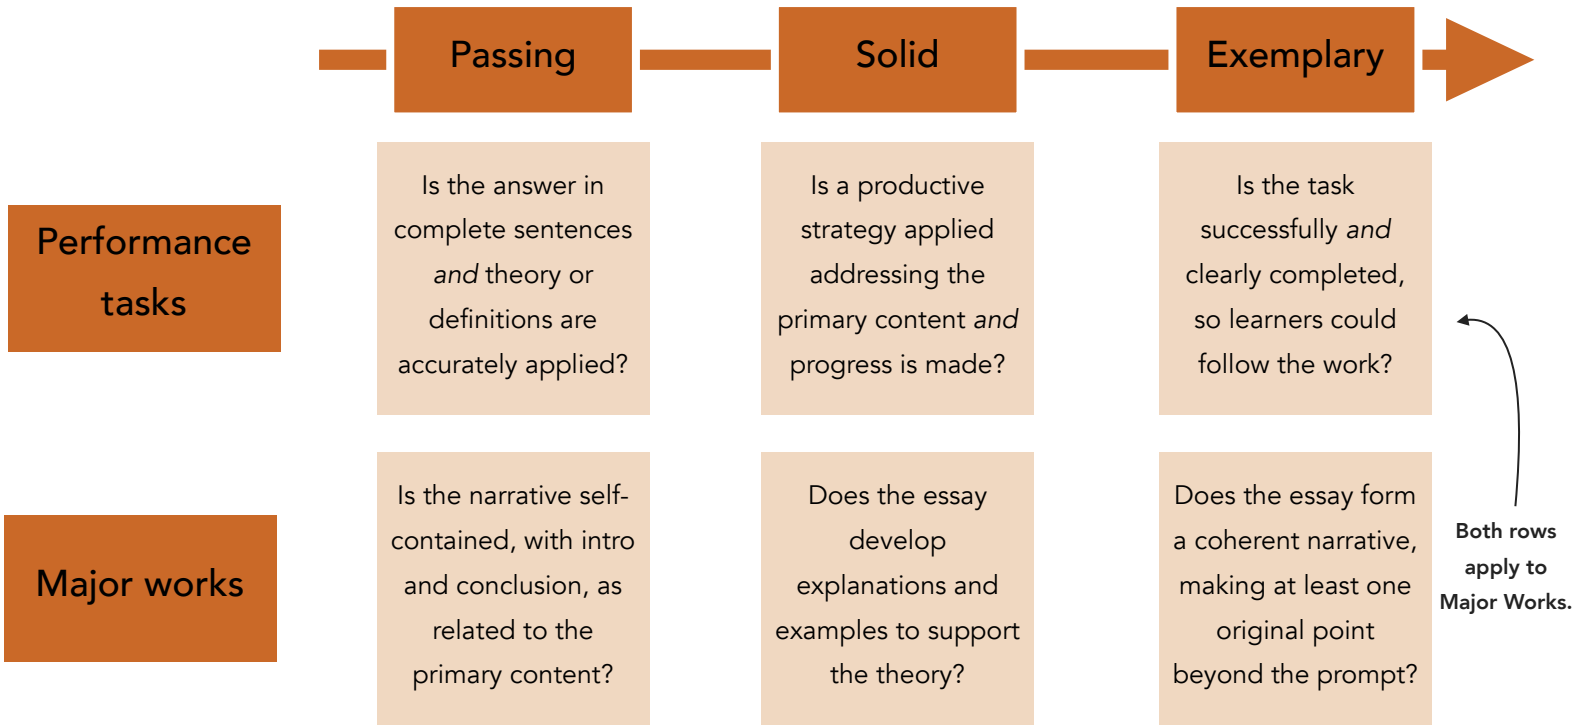 Passing
Solid
Exemplary
Performance
tasks
Is the answer in
complete sentences
and theory or
definitions are
accurately applied?
Is a productive
strategy applied
addressing the
primary content and
progress is made?
Is the task
successfully and
clearly completed,
so learners could
follow the work?
Major works
Is the narrative self-
contained, with intro
and conclusion, as
related to the
primary content?
Does the essay
develop
explanations and
examples to support
the theory?
Does the essay form
a coherent narrative,
making at least one
original point
beyond the prompt?
Both rows
apply to
Major Works.